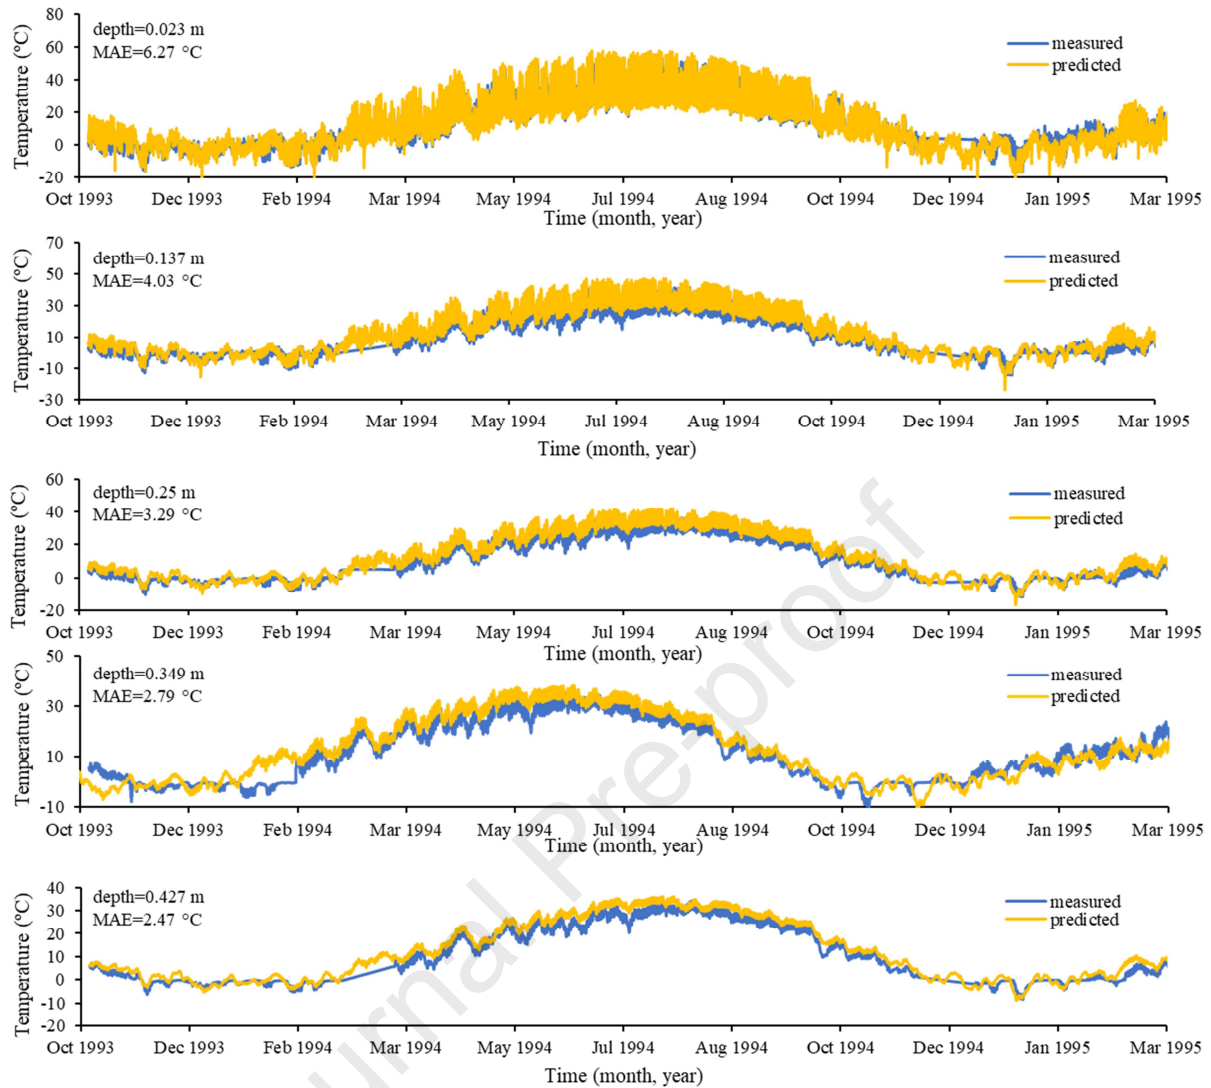 80
60
40
20
0
-20
Temperature (ºC)
depth=0.023 m
MAE=6.27 °C
measured
predicted
Oct 1993 Dec 1993 Feb 1994 Mar 1994 May 1994 Jul 1994 Aug 1994 Oct 1994 Dec 1994 Jan 1995 Mar 1995
Time (month, year)
70
50
30
10
-10
-30
Temperature (ºC)
depth=0.137 m
MAE=4.03 °C
measured
predicted
Oct 1993 Dec 1993 Feb 1994 Mar 1994 May 1994 Jul 1994 Aug 1994 Oct 1994 Dec 1994 Jan 1995 Mar 1995
Time (month, year)
60
40
20
0
-20
Temperature (ºC)
depth=0.25 m
MAE=3.29 °C
measured
predicted
Oct 1993 Dec 1993 Feb 1994 Mar 1994 May 1994 Jul 1994 Aug 1994 Oct 1994 Dec 1994 Jan 1995 Mar 1995
Time (month, year)
50
30
10
-10
Temperature (ºC)
depth=0.349 m
MAE=2.79 °C
measured
predicted
Oct 1993 Dec 1993 Feb 1994 Mar 1994 May 1994 Jul 1994 Aug 1994 Oct 1994 Dec 1994 Jan 1995 Mar 1995
Time (month, year)
40
30
20
10
0
-10
-20
Temperature (ºC)
depth=0.427 m
MAE=2.47 °C
measured
predicted
Oct 1993 Dec 1993 Feb 1994 Mar 1994 May 1994 Jul 1994 Aug 1994 Oct 1994 Dec 1994 Jan 1995 Mar 1995
Time (month, year)
urnal Pre-proof